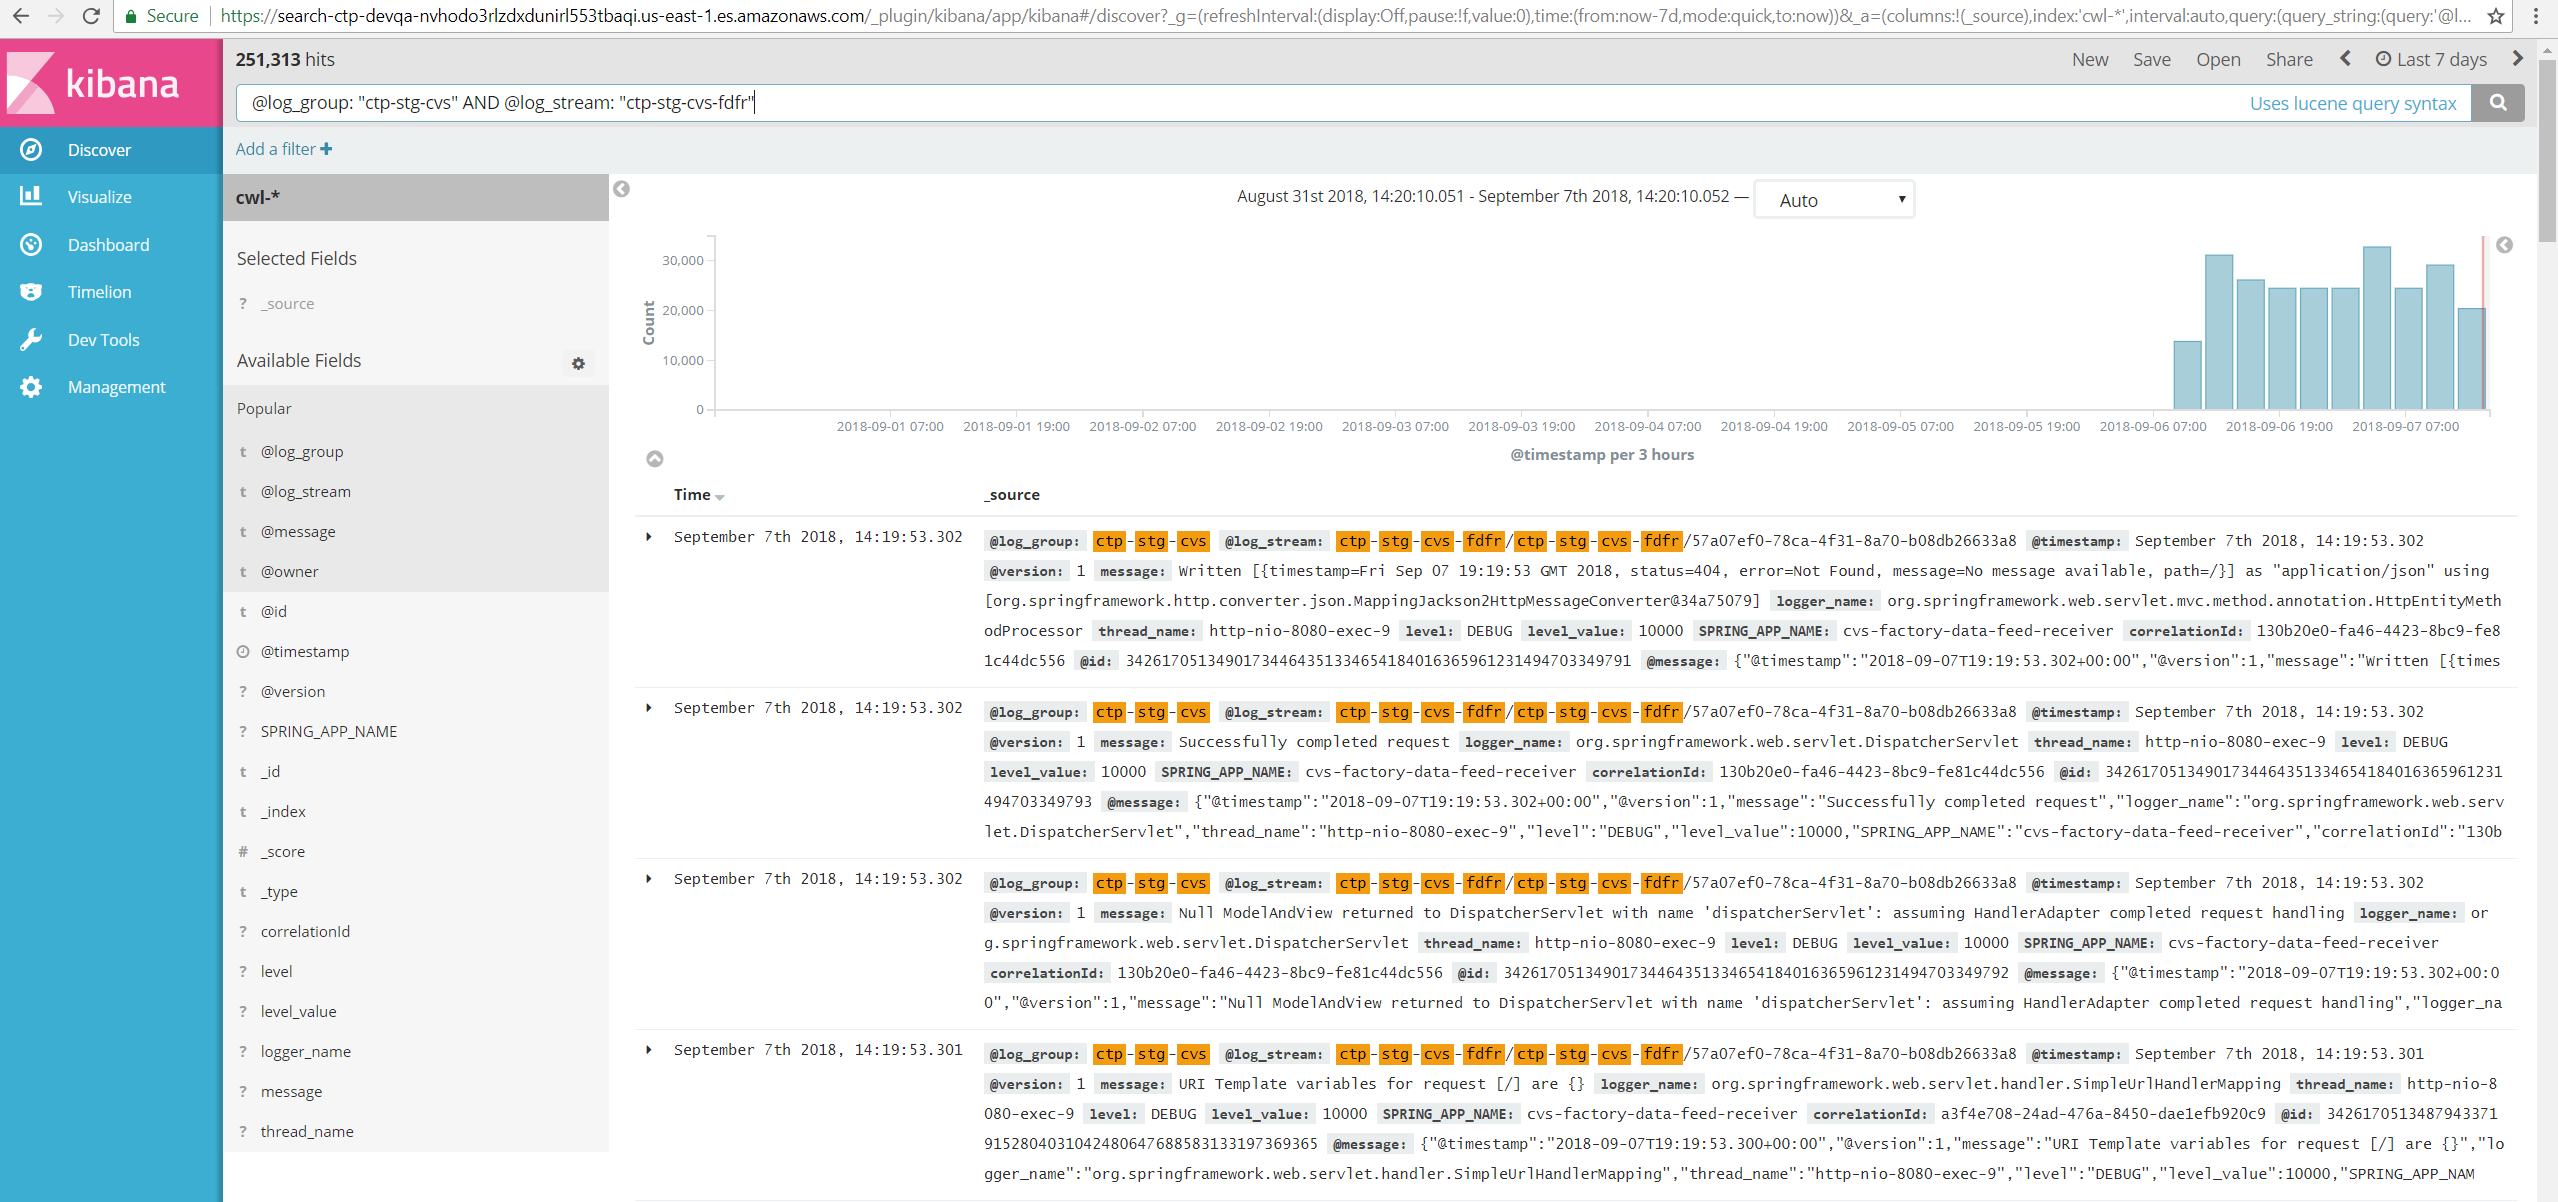 Secure
https://search-ctp-devqa-nvhodo3rlzdxdunirl553tbaqi.us-east-1.es.amazonaws.com/_plugin/kibana/app/kibana#/discover?_g=(refreshInterval:(display:Off,pause:!f,value:0),time:(from:now-7d,mode:quick,to:now))&_a=(columns:!(_source),index:'cwl-*',interval:auto,query:(query_string:(query:'@l...
kibana
251,313 hits
New Save Open Share Last 7 days
@log_group: "ctp-stg-cvs" AND @log_stream: "ctp-stg-cvs-fdfr"
Uses lucene query syntax
Add a filter +
Discover
Visualize
Dashboard
Timelion
Dev Tools
Management
cwl-*
Selected Fields
? _source
Available Fields
Popular
t @log_group
t @log_stream
t @message
t @owner
t @id
@timestamp
? @version
? SPRING_APP_NAME
t _id
t _index
# _score
t _type
? correlationId
? level
? level_value
? logger_name
? message
? thread_name
August 31st 2018, 14:20:10.051 - September 7th 2018, 14:20:10.052 — Auto
Count
30,000
20,000
10,000
0
2018-09-01 07:00 2018-09-01 19:00 2018-09-02 07:00 2018-09-02 19:00 2018-09-03 07:00 2018-09-03 19:00 2018-09-04 07:00 2018-09-04 19:00 2018-09-05 07:00 2018-09-05 19:00 2018-09-06 07:00 2018-09-06 19:00 2018-09-07 07:00
@timestamp per 3 hours
Time _source
September 7th 2018, 14:19:53.302 @log_group: ctp-stg-cvs @log_stream: ctp-stg-cvs-fdfr/ctp-stg-cvs-fdfr/57a07ef0-78ca-4f31-8a70-b08db26633a8 @timestamp: September 7th 2018, 14:19:53.302
@version: 1 message: Written [{timestamp=Fri Sep 07 19:19:53 GMT 2018, status=404, error=Not Found, message=No message available, path=/}] as "application/json" using
[org.springframework.http.converter.json.MappingJackson2HttpMessageConverter@34a75079] logger_name: org.springframework.web.servlet.mvc.method.annotation.HttpEntityMeth
odProcessor thread_name: http-nio-8080-exec-9 level: DEBUG level_value: 10000 SPRING_APP_NAME: cvs-factory-data-feed-receiver correlationId: 130b20e0-fa46-4423-8bc9-fe8
1c44dc556 @id: 34261705134901734464351334654184016365961231494703349791 @message: {"@timestamp":"2018-09-07T19:19:53.302+00:00","@version":1,"message":"Written [{times
September 7th 2018, 14:19:53.302 @log_group: ctp-stg-cvs @log_stream: ctp-stg-cvs-fdfr/ctp-stg-cvs-fdfr/57a07ef0-78ca-4f31-8a70-b08db26633a8 @timestamp: September 7th 2018, 14:19:53.302
@version: 1 message: Successfully completed request logger_name: org.springframework.web.servlet.DispatcherServlet thread_name: http-nio-8080-exec-9 level: DEBUG
level_value: 10000 SPRING_APP_NAME: cvs-factory-data-feed-receiver correlationId: 130b20e0-fa46-4423-8bc9-fe81c44dc556 @id: 34261705134901734464351334654184016365961231
494703349793 @message: {"@timestamp":"2018-09-07T19:19:53.302+00:00","@version":1,"message":"Successfully completed request","logger_name":"org.springframework.web.serv
let.DispatcherServlet","thread_name":"http-nio-8080-exec-9","level":"DEBUG","level_value":10000,"SPRING_APP_NAME":"cvs-factory-data-feed-receiver","correlationId":"130b
September 7th 2018, 14:19:53.302 @log_group: ctp-stg-cvs @log_stream: ctp-stg-cvs-fdfr/ctp-stg-cvs-fdfr/57a07ef0-78ca-4f31-8a70-b08db26633a8 @timestamp: September 7th 2018, 14:19:53.302
@version: 1 message: Null ModelAndView returned to DispatcherServlet with name 'dispatcherServlet': assuming HandlerAdapter completed request handling logger_name: or
g.springframework.web.servlet.DispatcherServlet thread_name: http-nio-8080-exec-9 level: DEBUG level_value: 10000 SPRING_APP_NAME: cvs-factory-data-feed-receiver
correlationId: 130b20e0-fa46-4423-8bc9-fe81c44dc556 @id: 34261705134901734464351334654184016365961231494703349792 @message: {"@timestamp":"2018-09-07T19:19:53.302+00:0
0","@version":1,"message":"Null ModelAndView returned to DispatcherServlet with name 'dispatcherServlet': assuming HandlerAdapter completed request handling","logger_na
September 7th 2018, 14:19:53.301 @log_group: ctp-stg-cvs @log_stream: ctp-stg-cvs-fdfr/ctp-stg-cvs-fdfr/57a07ef0-78ca-4f31-8a70-b08db26633a8 @timestamp: September 7th 2018, 14:19:53.301
@version: 1 message: URI Template variables for request [/] are {} logger_name: org.springframework.web.servlet.handler.SimpleUrlHandlerMapping thread_name: http-nio-8
080-exec-9 level: DEBUG level_value: 10000 SPRING_APP_NAME: cvs-factory-data-feed-receiver correlationId: a3f4e708-24ad-476a-8450-dae1efb920c9 @id: 3426170513487943371
9152804031042480647688583133197369365 @message: {"@timestamp":"2018-09-07T19:19:53.300+00:00","@version":1,"message":"URI Template variables for request [/] are {}","lo
gger_name":"org.springframework.web.servlet.handler.SimpleUrlHandlerMapping","thread_name":"http-nio-8080-exec-9","level":"DEBUG","level_value":10000,"SPRING_APP_NAM